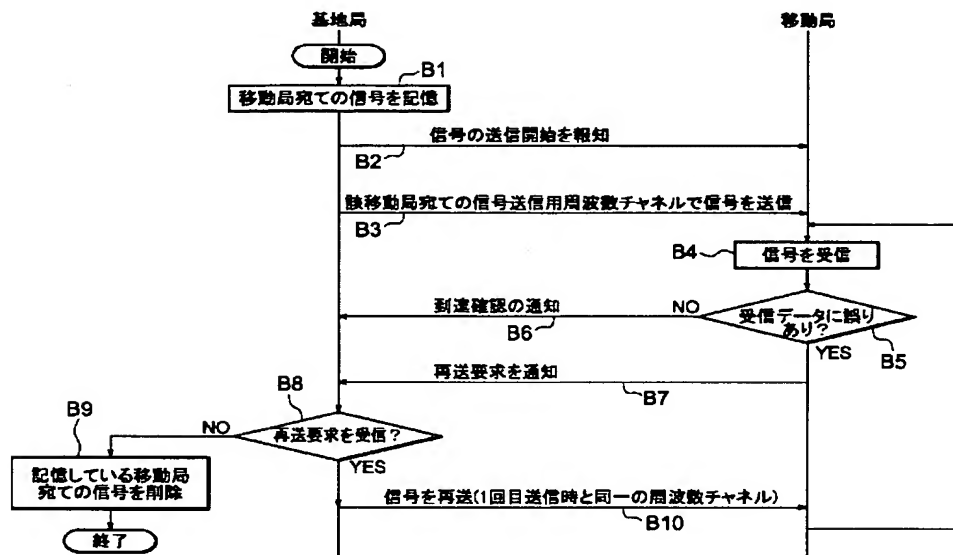 基地局
移動局
開始
B1
移動局宛ての信号を記憶
信号の送信開始を報知
B2
該移動局宛ての信号送信用周波数チャネルで信号を送信
B3
B4
信号を受信
到達確認の通知
NO
受信データに誤り
あり?
B6
YES
B5
再送要求を通知
B7
B8
B9
NO
再送要求を受信?
YES
記憶している移動局
宛ての信号を削除
信号を再送(1回目送信時と同一の周波数チャネル)
B10
終了